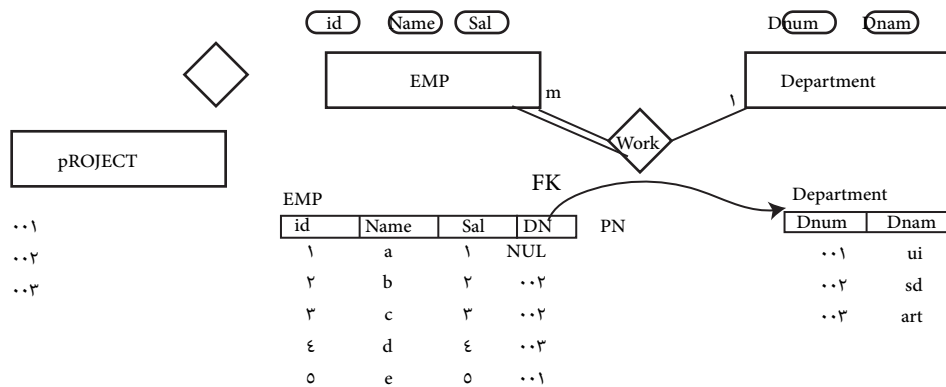 id Name Sal Dnum Dnam
EMP Department
m ١
Work
pROJECT
FK
EMP Department
id Name Sal DN PN Dnum Dnam
٠٠١
١ a ١ NUL ٠٠١ ui
٠٠٢
٢ b ٢ ٠٠٢ ٠٠٢ sd
٠٠٣
٣ c ٣ ٠٠٢ ٠٠٣ art
٤ d ٤ ٠٠٣
٥ e ٥ ٠٠١